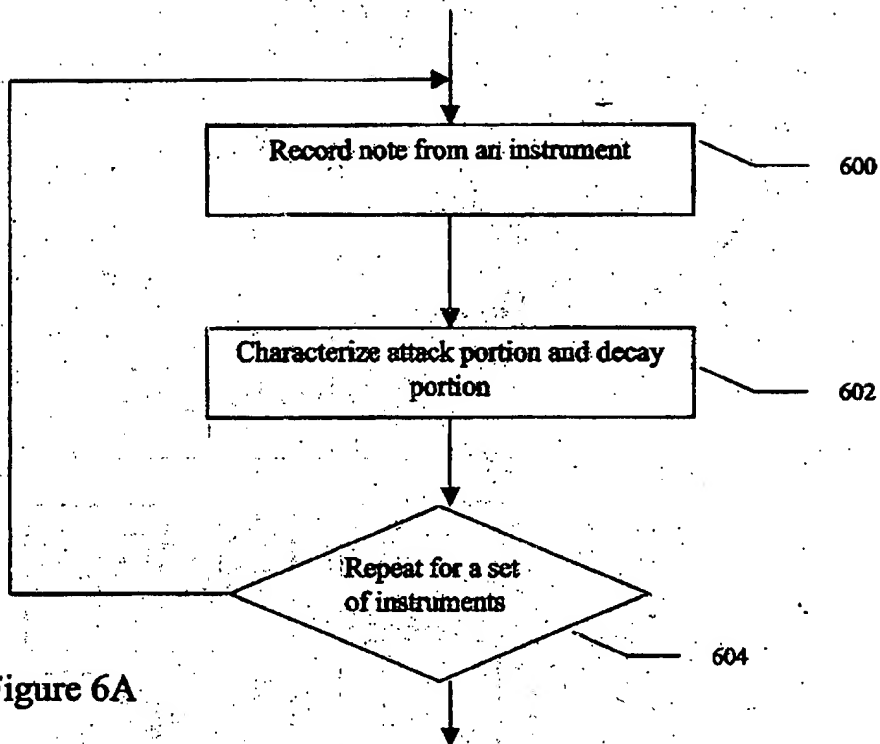 Record note from an instrument
600
Characterize attack portion and decay
portion
602
Repeat for a set
of instruments
604
igure 6A